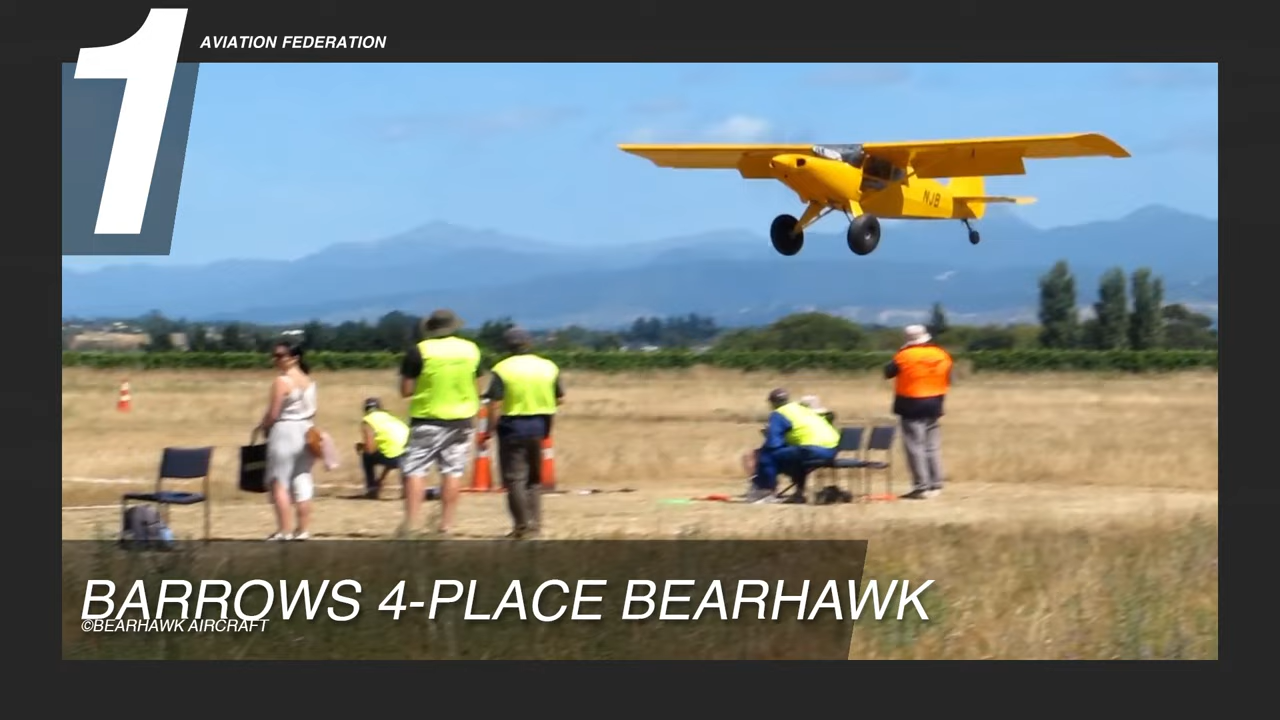 1
AVIATION FEDERATION
NJB
BARROWS 4-PLACE BEARHAWK
©BEARHAWK AIRCRAFT